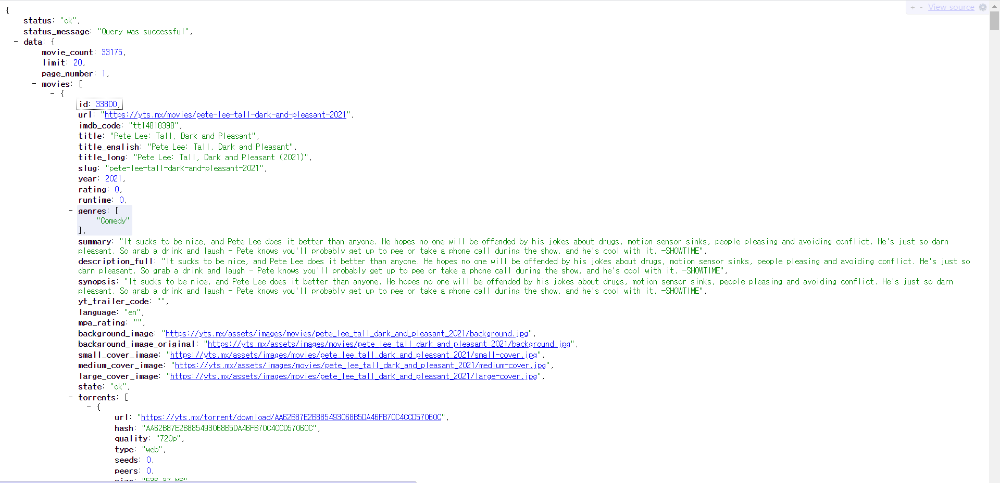 + - View source
{
status: "ok",
status_message: "Query was successful",
- data: {
movie_count: 33175,
limit: 20,
page_number: 1,
- movies: [
- {
id: 33800,
url: "https://yts.mx/movies/pete-lee-tall-dark-and-pleasant-2021",
imdb_code: "tt14818398",
title: "Pete Lee: Tall, Dark and Pleasant",
title_english: "Pete Lee: Tall, Dark and Pleasant",
title_long: "Pete Lee: Tall, Dark and Pleasant (2021)",
slug: "pete-lee-tall-dark-and-pleasant-2021",
year: 2021,
rating: 0,
runtime: 0,
- genres: [
"Comedy"
],
summary: "It sucks to be nice, and Pete Lee does it better than anyone. He hopes no one will be offended by his jokes about drugs, motion sensor sinks, people pleasing and avoiding conflict. He's just so darn
pleasant. So grab a drink and laugh - Pete knows you'll probably get up to pee or take a phone call during the show, and he's cool with it. -SHOWTIME",
description_full: "It sucks to be nice, and Pete Lee does it better than anyone. He hopes no one will be offended by his jokes about drugs, motion sensor sinks, people pleasing and avoiding conflict. He's just so
darn pleasant. So grab a drink and laugh - Pete knows you'll probably get up to pee or take a phone call during the show, and he's cool with it. -SHOWTIME",
synopsis: "It sucks to be nice, and Pete Lee does it better than anyone. He hopes no one will be offended by his jokes about drugs, motion sensor sinks, people pleasing and avoiding conflict. He's just so darn
pleasant. So grab a drink and laugh - Pete knows you'll probably get up to pee or take a phone call during the show, and he's cool with it. -SHOWTIME",
yt_trailer_code: "",
language: "en",
mpa_rating: "",
background_image: "https://yts.mx/assets/images/movies/pete_lee_tall_dark_and_pleasant_2021/background.jpg",
background_image_original: "https://yts.mx/assets/images/movies/pete_lee_tall_dark_and_pleasant_2021/background.jpg",
small_cover_image: "https://yts.mx/assets/images/movies/pete_lee_tall_dark_and_pleasant_2021/small-cover.jpg",
medium_cover_image: "https://yts.mx/assets/images/movies/pete_lee_tall_dark_and_pleasant_2021/medium-cover.jpg",
large_cover_image: "https://yts.mx/assets/images/movies/pete_lee_tall_dark_and_pleasant_2021/large-cover.jpg",
state: "ok",
- torrents: [
- {
url: "https://yts.mx/torrent/download/AA62B87E2B885493068B5DA46FB70C4CCD57060C",
hash: "AA62B87E2B885493068B5DA46FB70C4CCD57060C",
quality: "720p",
type: "web",
seeds: 0,
peers: 0,